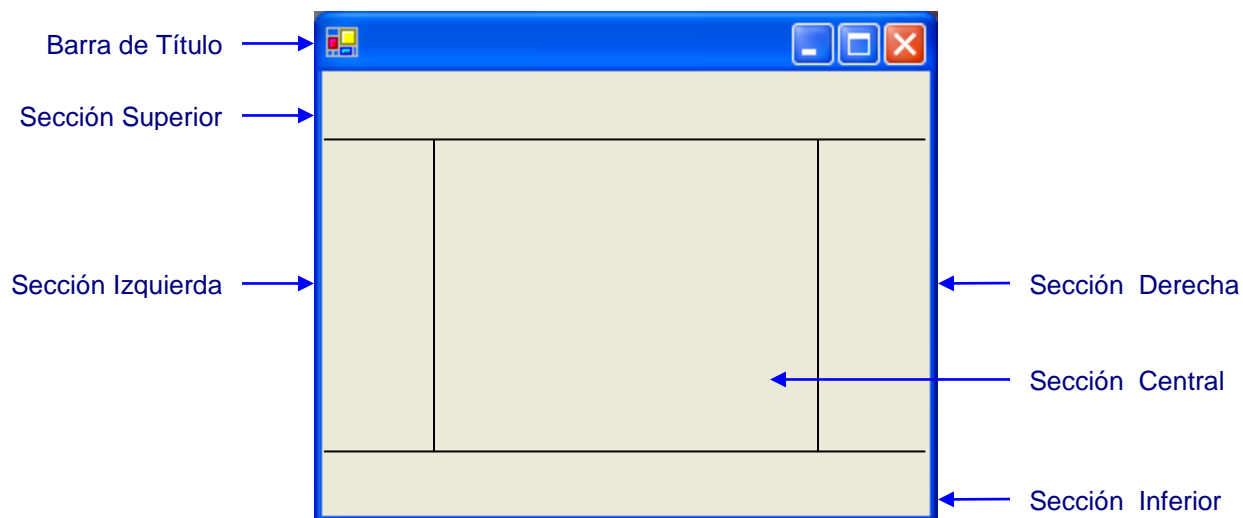 Barra de Título
Sección Superior
Sección Izquierda
Sección Derecha
Sección Central
Sección Inferior